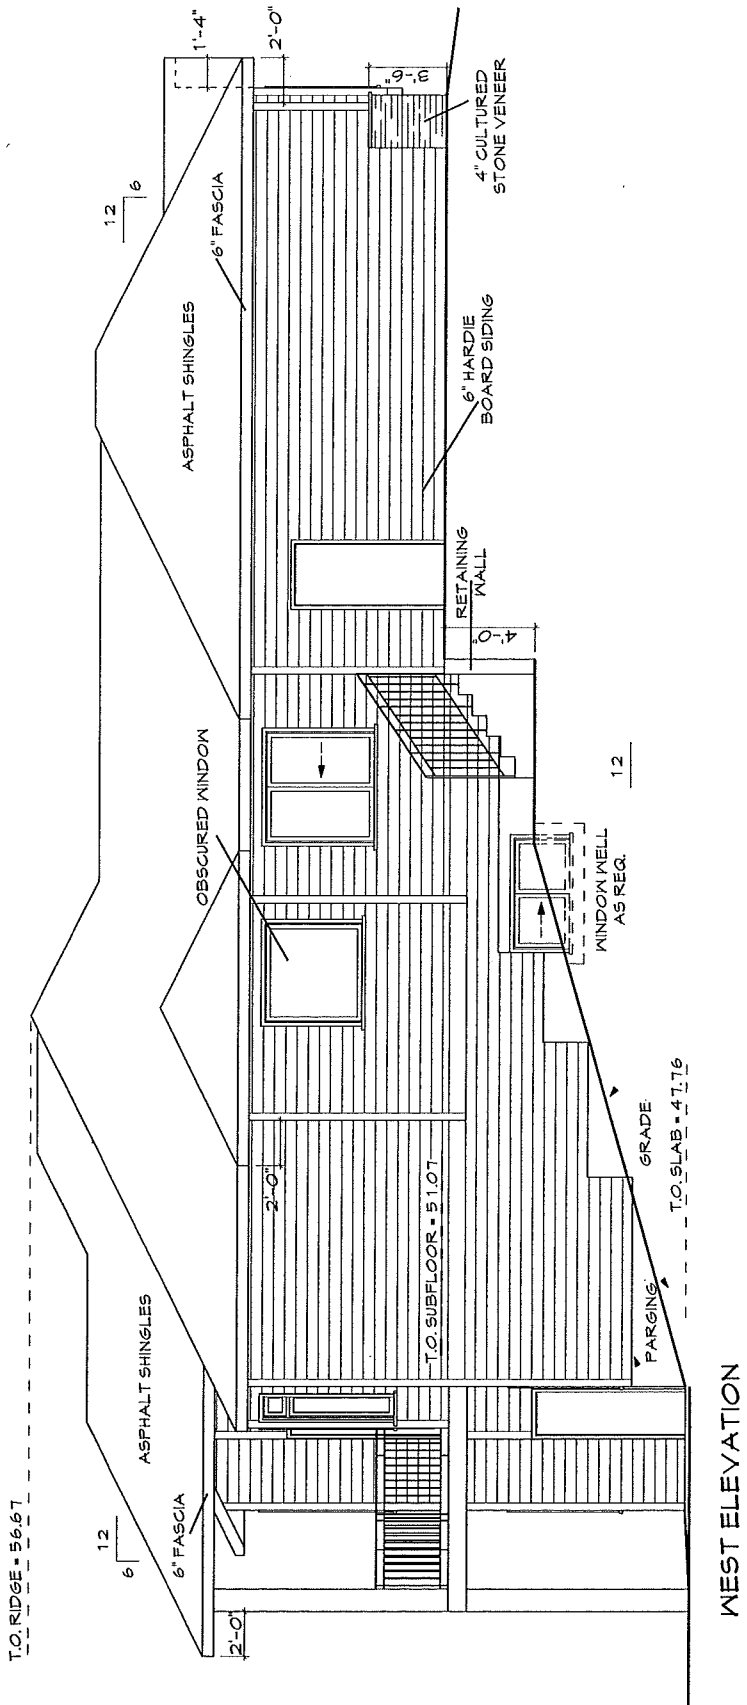 T.O. RIDGE = 56.67
12
6
6" FASCIA
2'-0"
ASPHALT SHINGLES
OBSCURED WINDOW
ASPHALT SHINGLES
12
6
6" FASCIA
1'-4"
2'-0"
2'-0"
T.O. SUBFLOOR = 51.07
3'-6"
4" CULTURED
STONE VENEER
6" HARDIE
BOARD SIDING
RETAINING
WALL
4'-0"
12
WINDOW WELL
AS REQ.
GRADE
PARGING
T.O. SLAB = 47.76
WEST ELEVATION